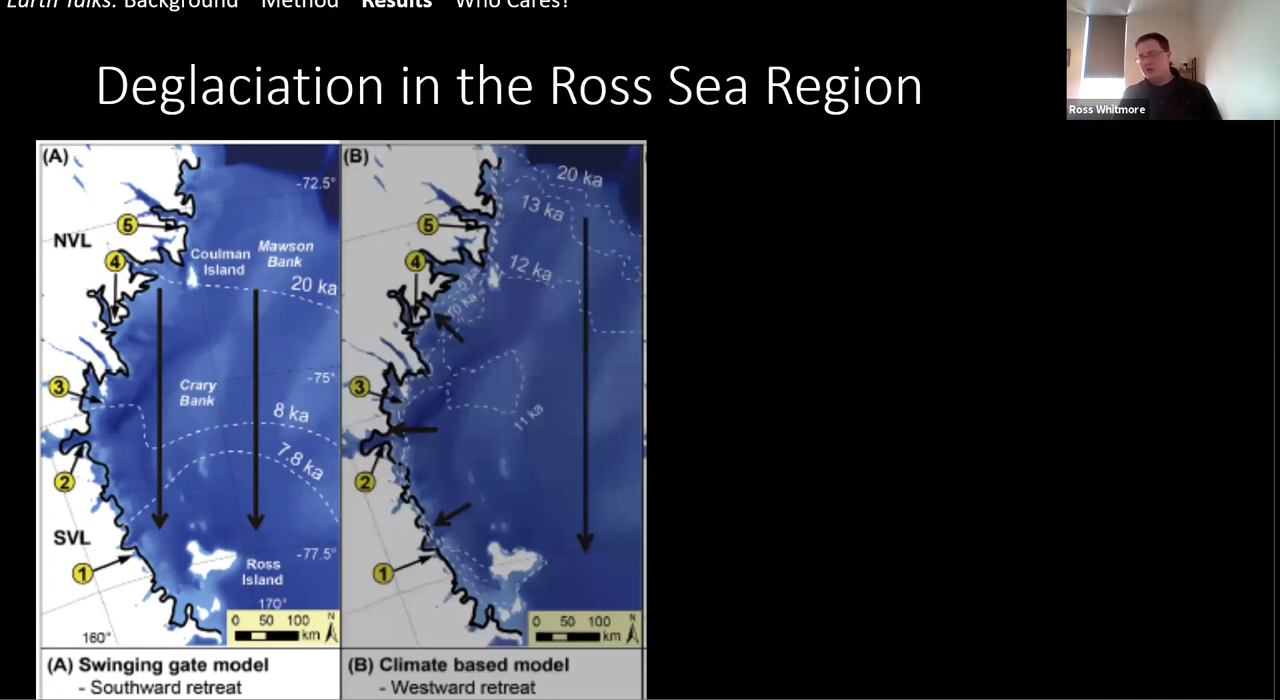 Earth Talks: Background Method Results Who Cares?
Ross Whitmore
Deglaciation in the Ross Sea Region
(A)
-72.5°
5
NVL
4
Coulman
Island
Mawson
Bank
20 ka
-75°
3
Crary
Bank
8 ka
7.8 ka
2
SVL
-77.5°
1
Ross
Island
170°
160°
0 50 100
km
N
(A) Swinging gate model
- Southward retreat
(B)
20 ka
13 ka
5
4
12 ka
10 ka
3
11 ka
2
1
0 50 100
km
N
(B) Climate based model
- Westward retreat